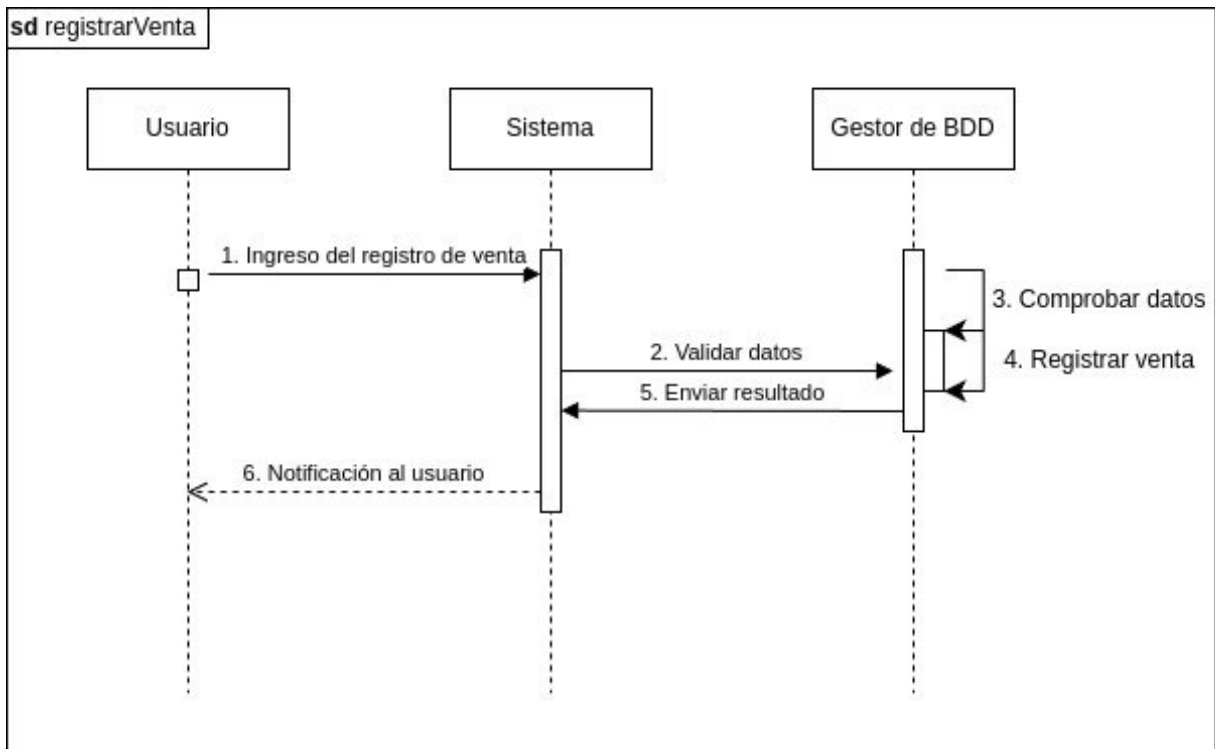 sd registrarVenta
Usuario
Sistema
Gestor de BDD
1. Ingreso del registro de venta
3. Comprobar datos
2. Validar datos
4. Registrar venta
5. Enviar resultado
6. Notificación al usuario